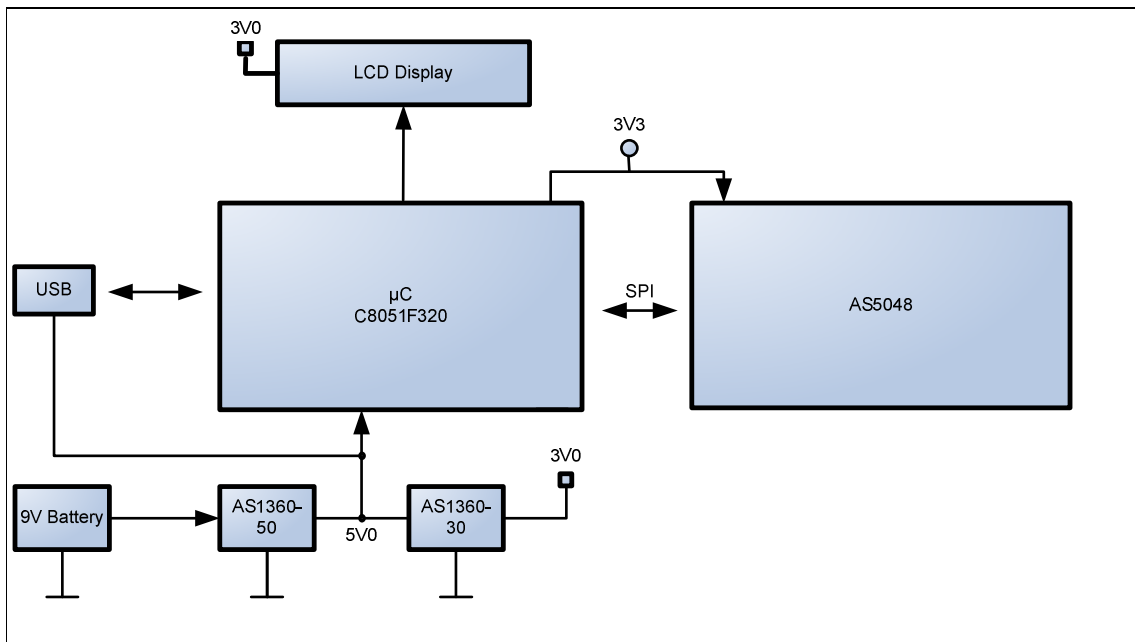 3V0
LCD Display
3V3
USB
µC
C8051F320
SPI
AS5048
3V0
9V Battery
AS1360-
50
5V0
AS1360-
30